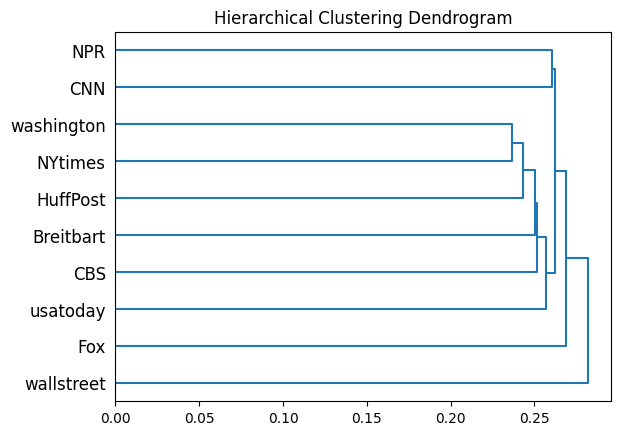 Hierarchical Clustering Dendrogram
NPR
CNN
washington
NYtimes
HuffPost
Breitbart
CBS
usatoday
Fox
wallstreet
0.00 0.05 0.10 0.15 0.20 0.25